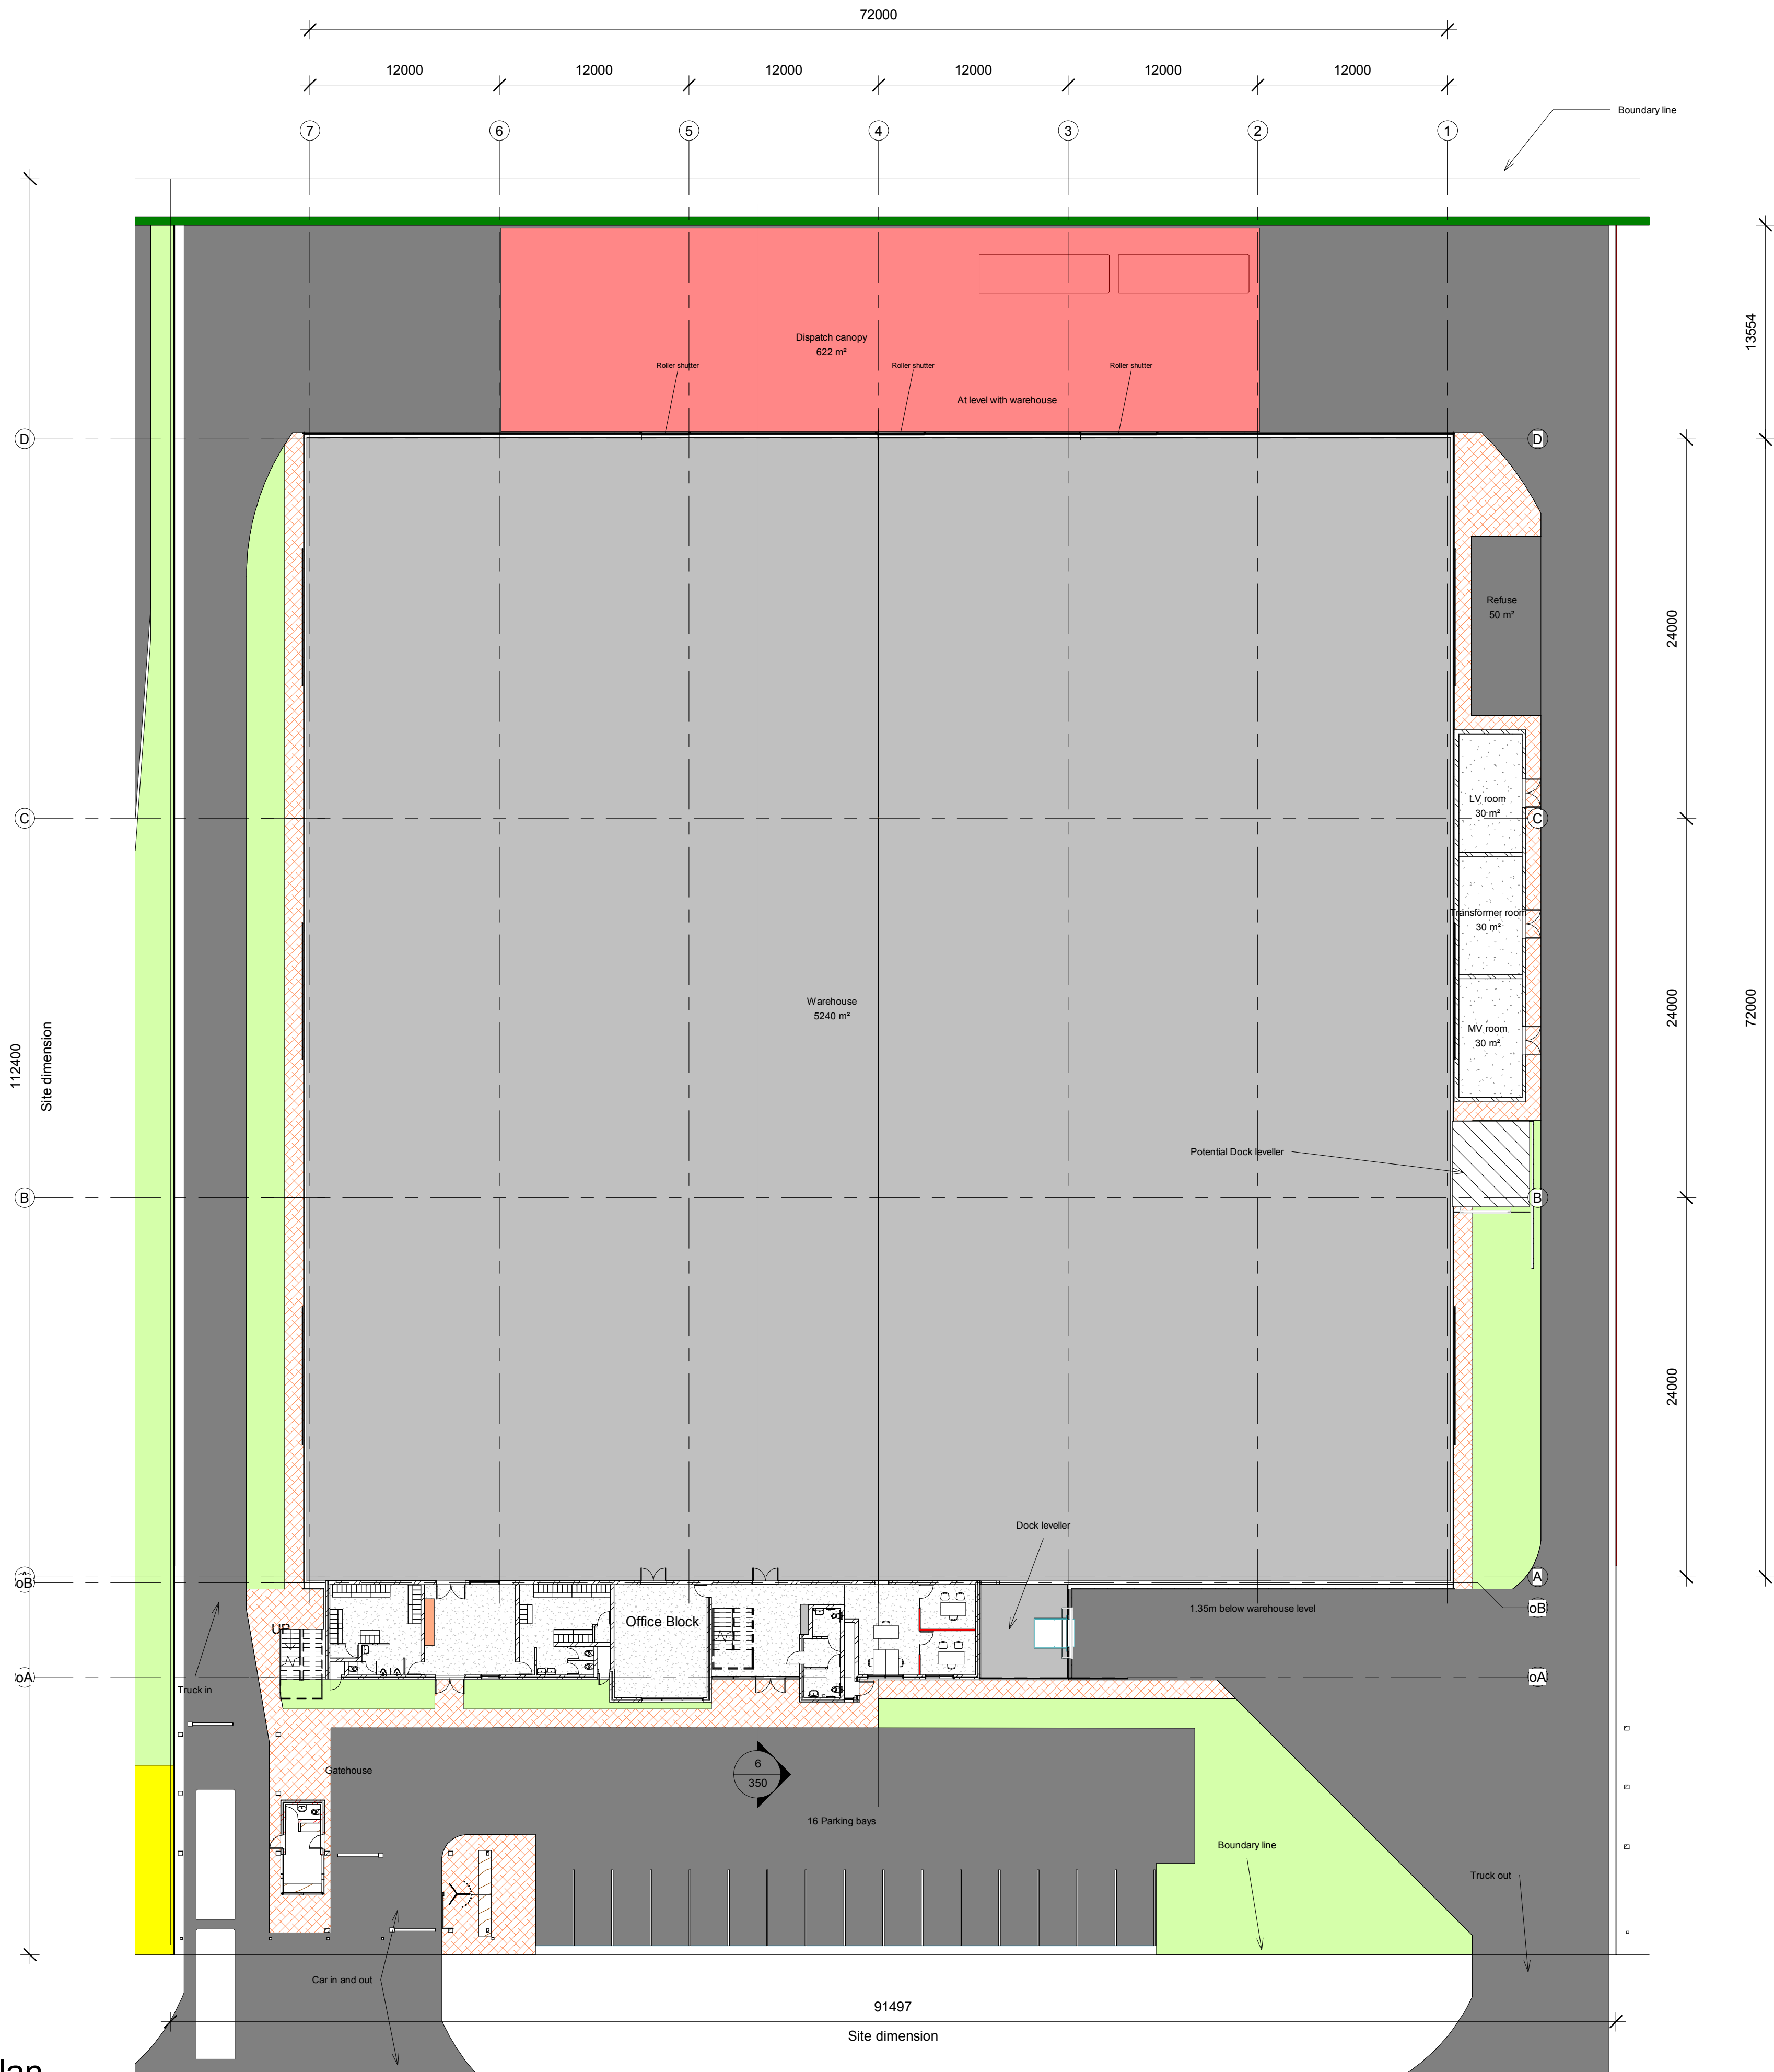 72000
12000
12000
12000
12000
12000
12000
Boundary line
7
6
5
4
3
2
1
13554
Dispatch canopy
622 m²
Roller shutter
Roller shutter
Roller shutter
At level with warehouse
D
D
Refuse
50 m²
24000
LV room
30 m²
C
C
Transformer room
30 m²
Warehouse
5240 m²
24000
72000
MV room
30 m²
112400
Site dimension
Potential Dock leveller
B
B
24000
Dock leveller
A
oB
oB
1.35m below warehouse level
Office Block
UP
oA
oA
Truck in
Gatehouse
6
350
16 Parking bays
Boundary line
Truck out
Car in and out
91497
Site dimension